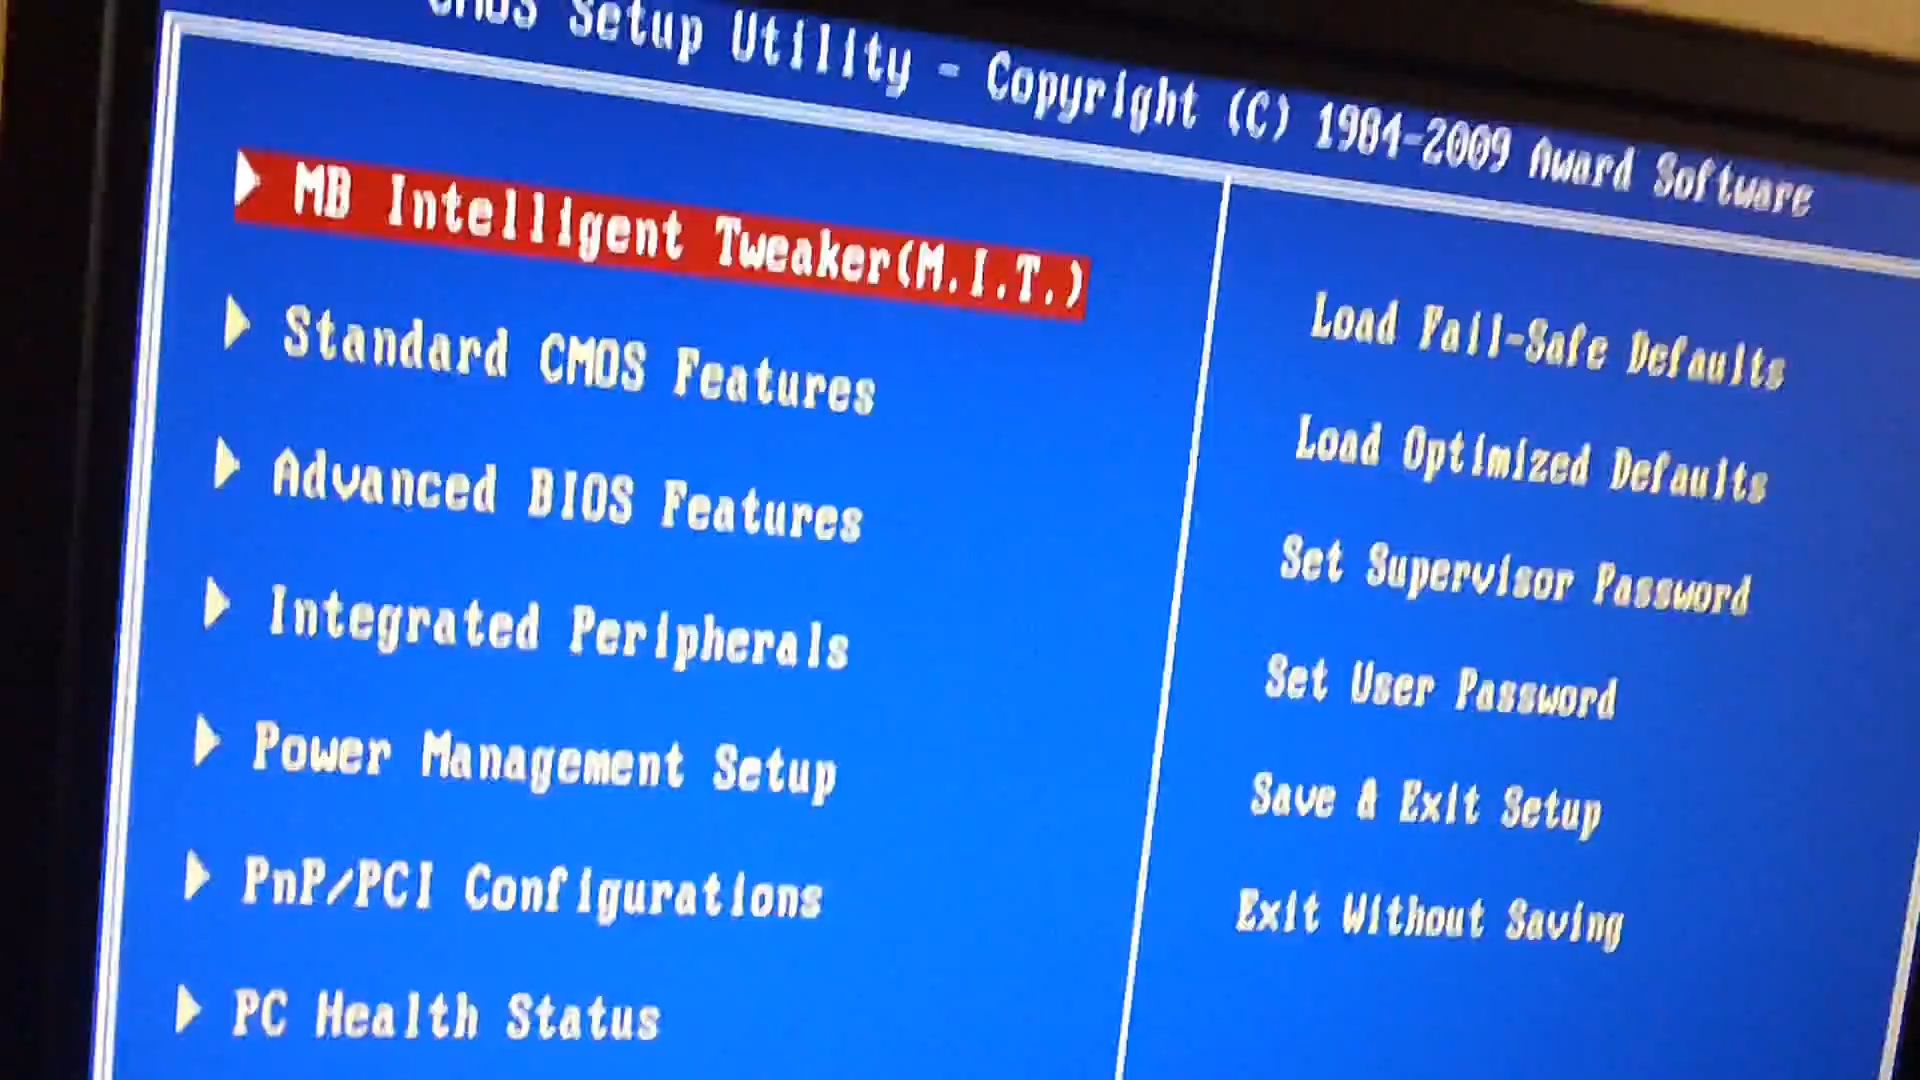 CMOS Setup Utility - Copyright (C) 1984-2009 Award Software
MB Intelligent Tweaker(M.I.T.)
Standard CMOS Features
Advanced BIOS Features
Integrated Peripherals
Power Management Setup
PnP/PCI Configurations
PC Health Status
Load Fail-Safe Defaults
Load Optimized Defaults
Set Supervisor Password
Set User Password
Save & Exit Setup
Exit Without Saving